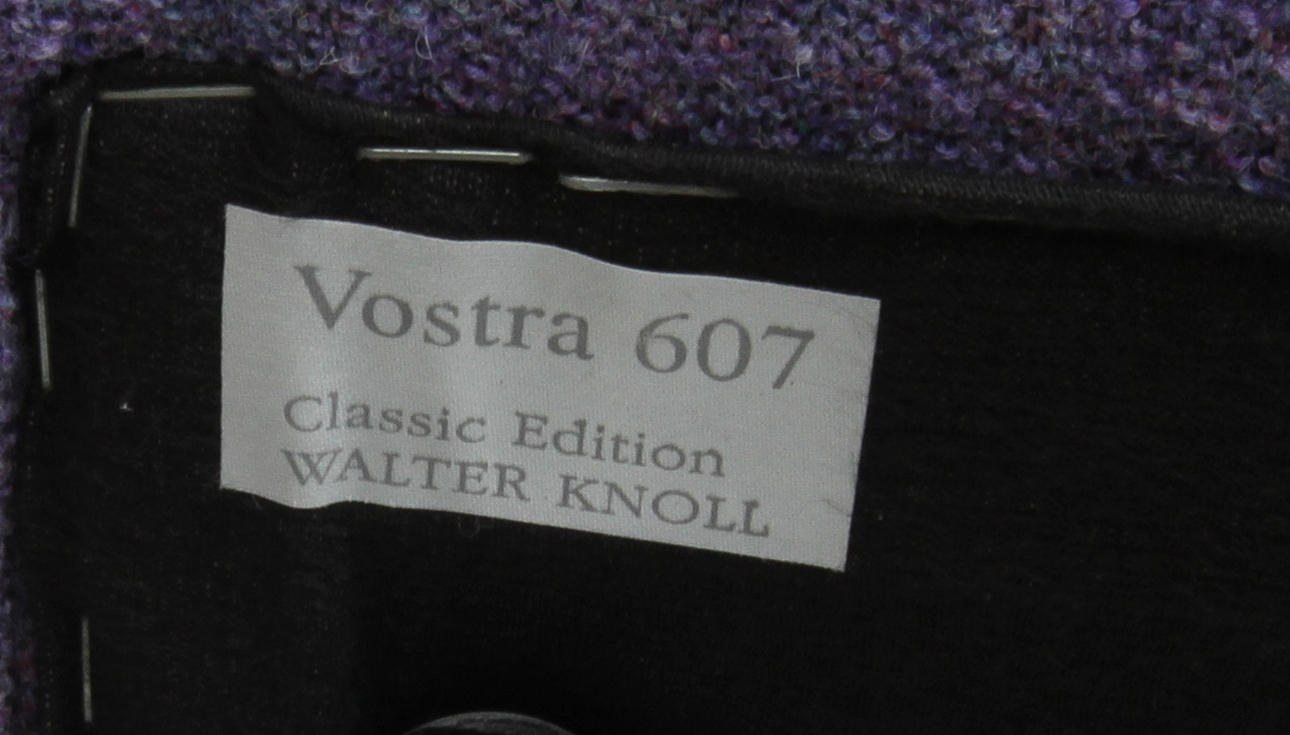 Vostra 607
Classic Edition
WALTER KNOLL